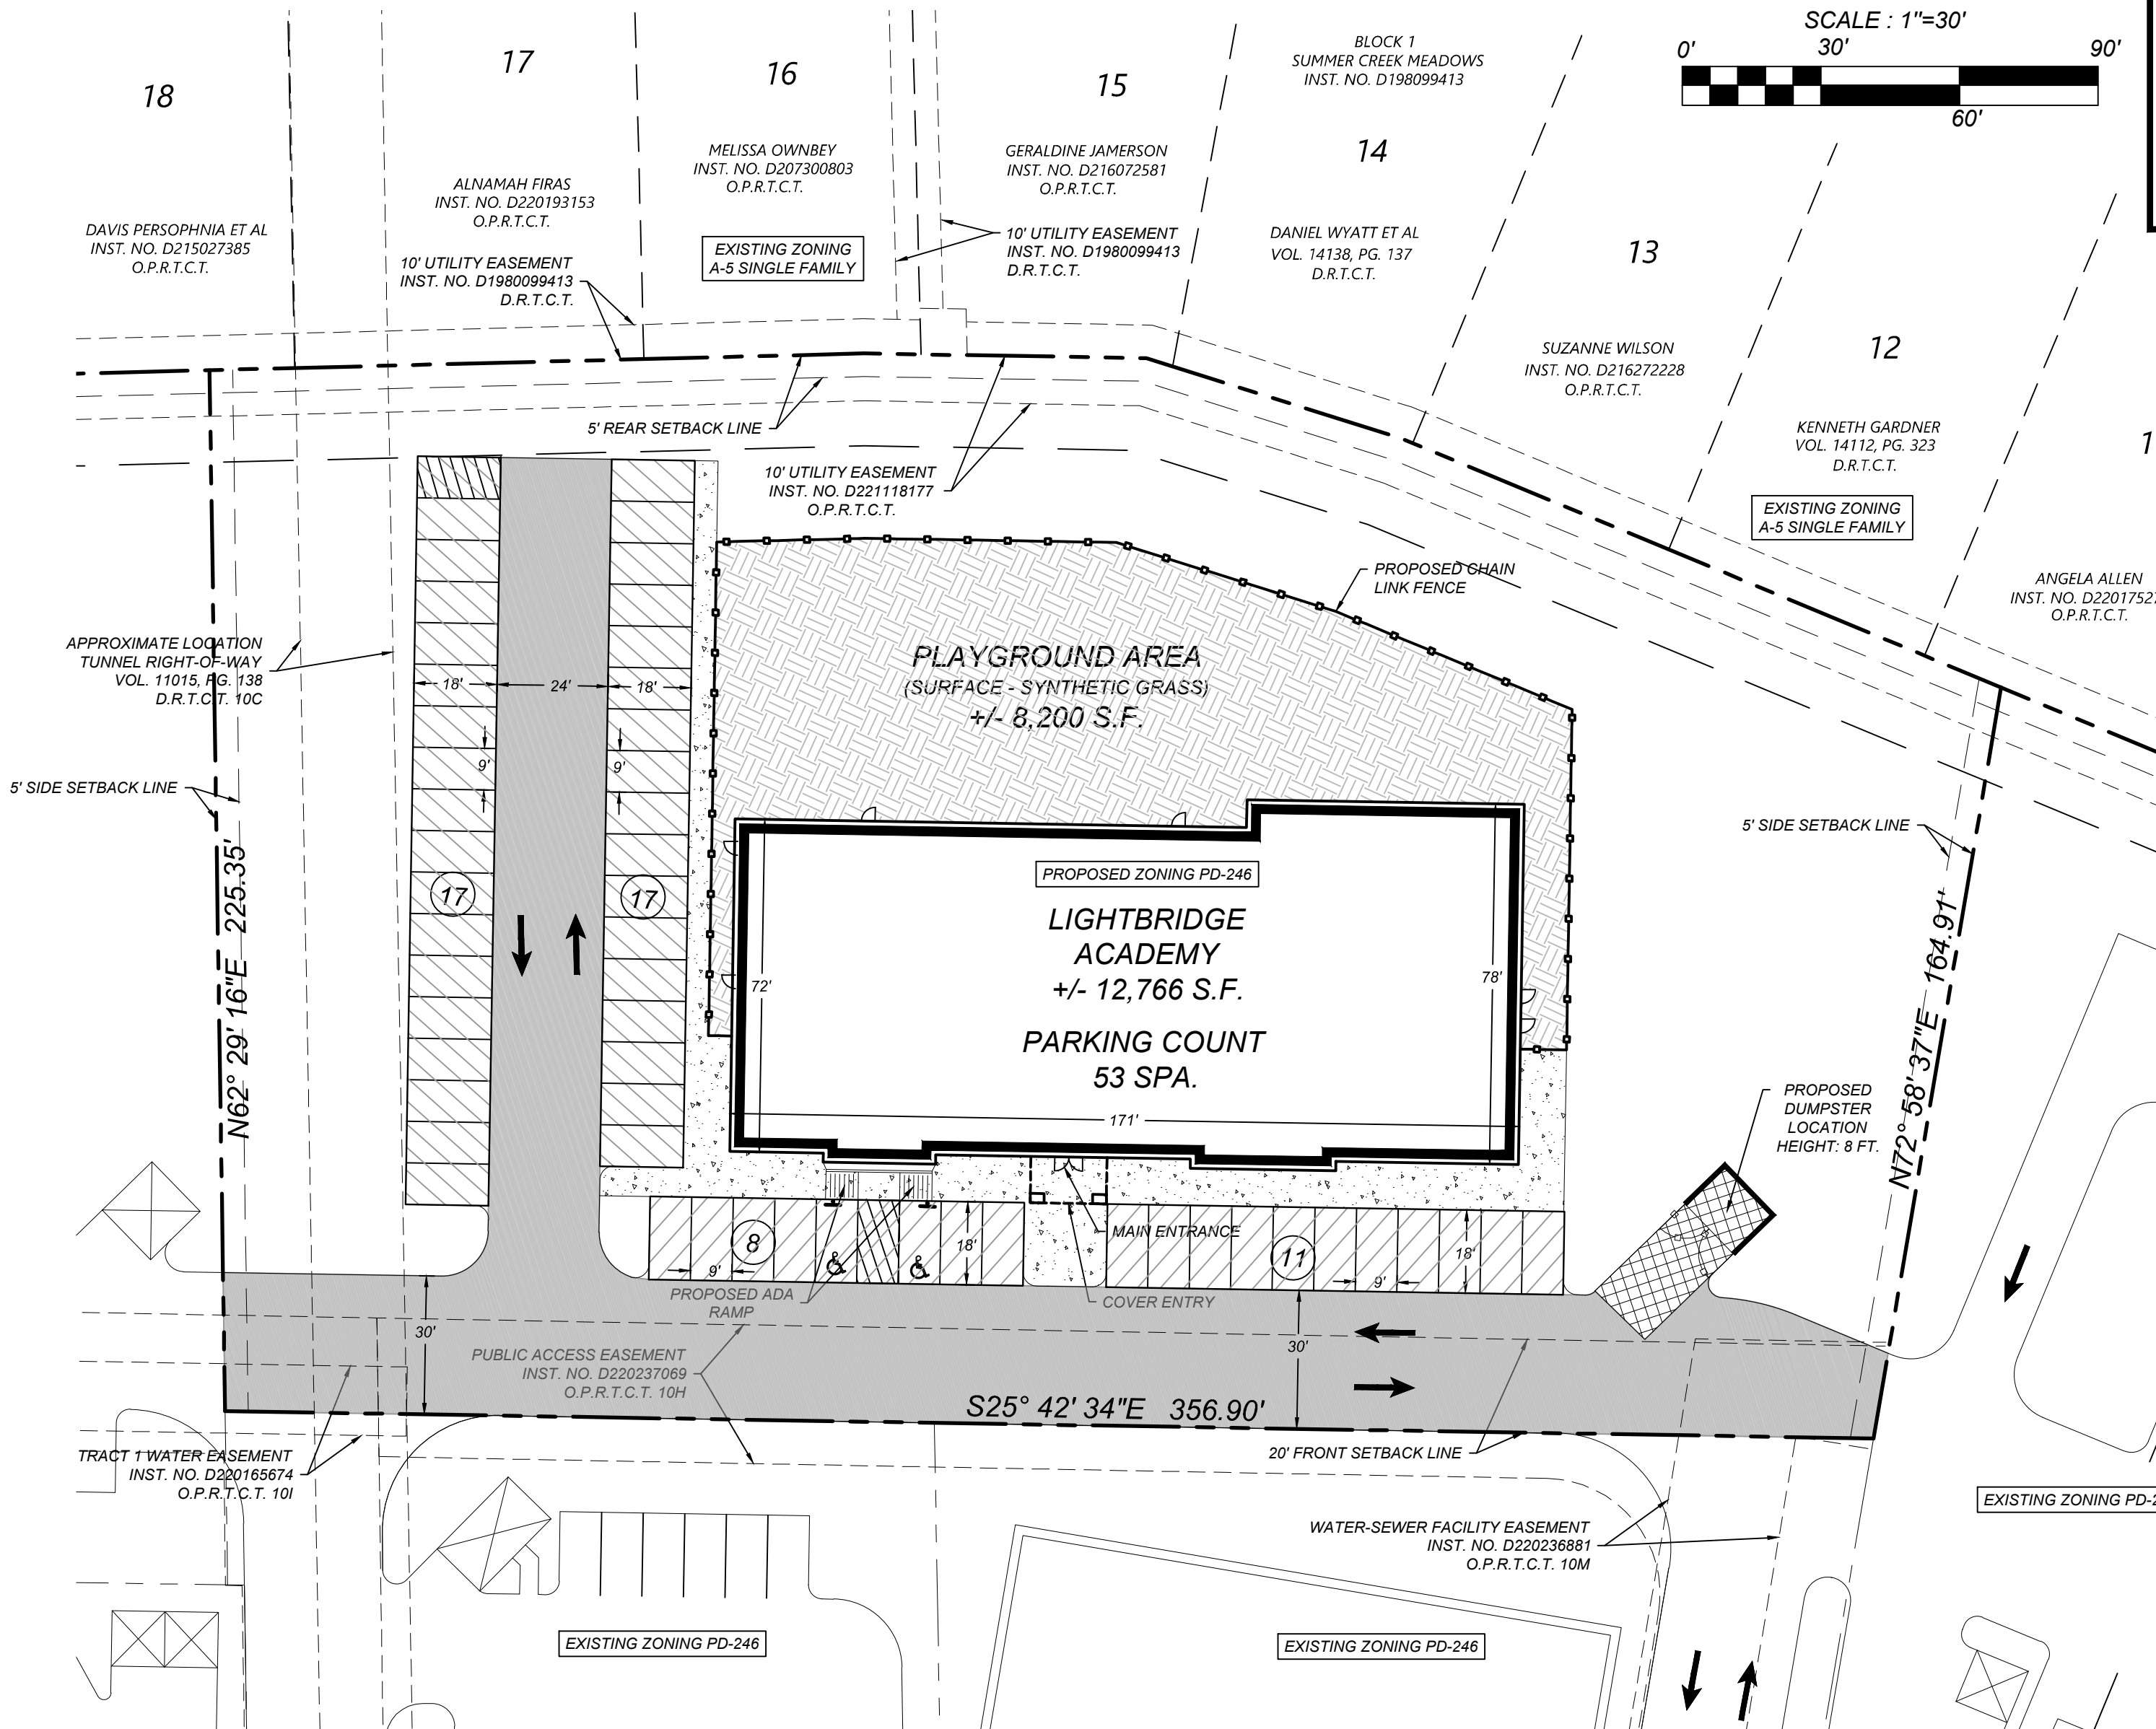 SCALE : 1"=30'
0' 30' 90'
60'
18
17
16
15
BLOCK 1
SUMMER CREEK MEADOWS
INST. NO. D198099413
14
13
12
1
DAVIS PERSOPHNIA ET AL
INST. NO. D215027385
O.P.R.T.C.T.
ALNAMAH FIRAS
INST. NO. D220193153
O.P.R.T.C.T.
MELISSA OWNBEY
INST. NO. D207300803
O.P.R.T.C.T.
GERALDINE JAMERSON
INST. NO. D216072581
O.P.R.T.C.T.
DANIEL WYATT ET AL
VOL. 14138, PG. 137
D.R.T.C.T.
SUZANNE WILSON
INST. NO. D216272228
O.P.R.T.C.T.
KENNETH GARDNER
VOL. 14112, PG. 323
D.R.T.C.T.
ANGELA ALLEN
INST. NO. D22017527
O.P.R.T.C.T.
EXISTING ZONING
A-5 SINGLE FAMILY
10' UTILITY EASEMENT
INST. NO. D1980099413
D.R.T.C.T.
10' UTILITY EASEMENT
INST. NO. D1980099413
D.R.T.C.T.
5' REAR SETBACK LINE
10' UTILITY EASEMENT
INST. NO. D221118177
O.P.R.T.C.T.
EXISTING ZONING
A-5 SINGLE FAMILY
PROPOSED CHAIN
LINK FENCE
PLAYGROUND AREA
(SURFACE - SYNTHETIC GRASS)
+/- 8,200 S.F.
APPROXIMATE LOCATION
TUNNEL RIGHT-OF-WAY
VOL. 11015, PG. 138
D.R.T.C.T. 10C
18' 24' 18'
9' 9'
5' SIDE SETBACK LINE
5' SIDE SETBACK LINE
N62° 29' 16"E 225.35'
N72° 58' 37"E 164.91'
17 17
PROPOSED ZONING PD-246
LIGHTBRIDGE
ACADEMY
+/- 12,766 S.F.
PARKING COUNT
53 SPA.
72'
78'
171'
PROPOSED
DUMPSTER
LOCATION
HEIGHT: 8 FT.
MAIN ENTRANCE
8
18'
9'
11
18'
9'
PROPOSED ADA
RAMP
COVER ENTRY
30'
30'
PUBLIC ACCESS EASEMENT
INST. NO. D220237069
O.P.R.T.C.T. 10H
S25° 42' 34"E 356.90'
20' FRONT SETBACK LINE
TRACT 1 WATER EASEMENT
INST. NO. D220165674
O.P.R.T.C.T. 10I
WATER-SEWER FACILITY EASEMENT
INST. NO. D220236881
O.P.R.T.C.T. 10M
EXISTING ZONING PD-2
EXISTING ZONING PD-246
EXISTING ZONING PD-246